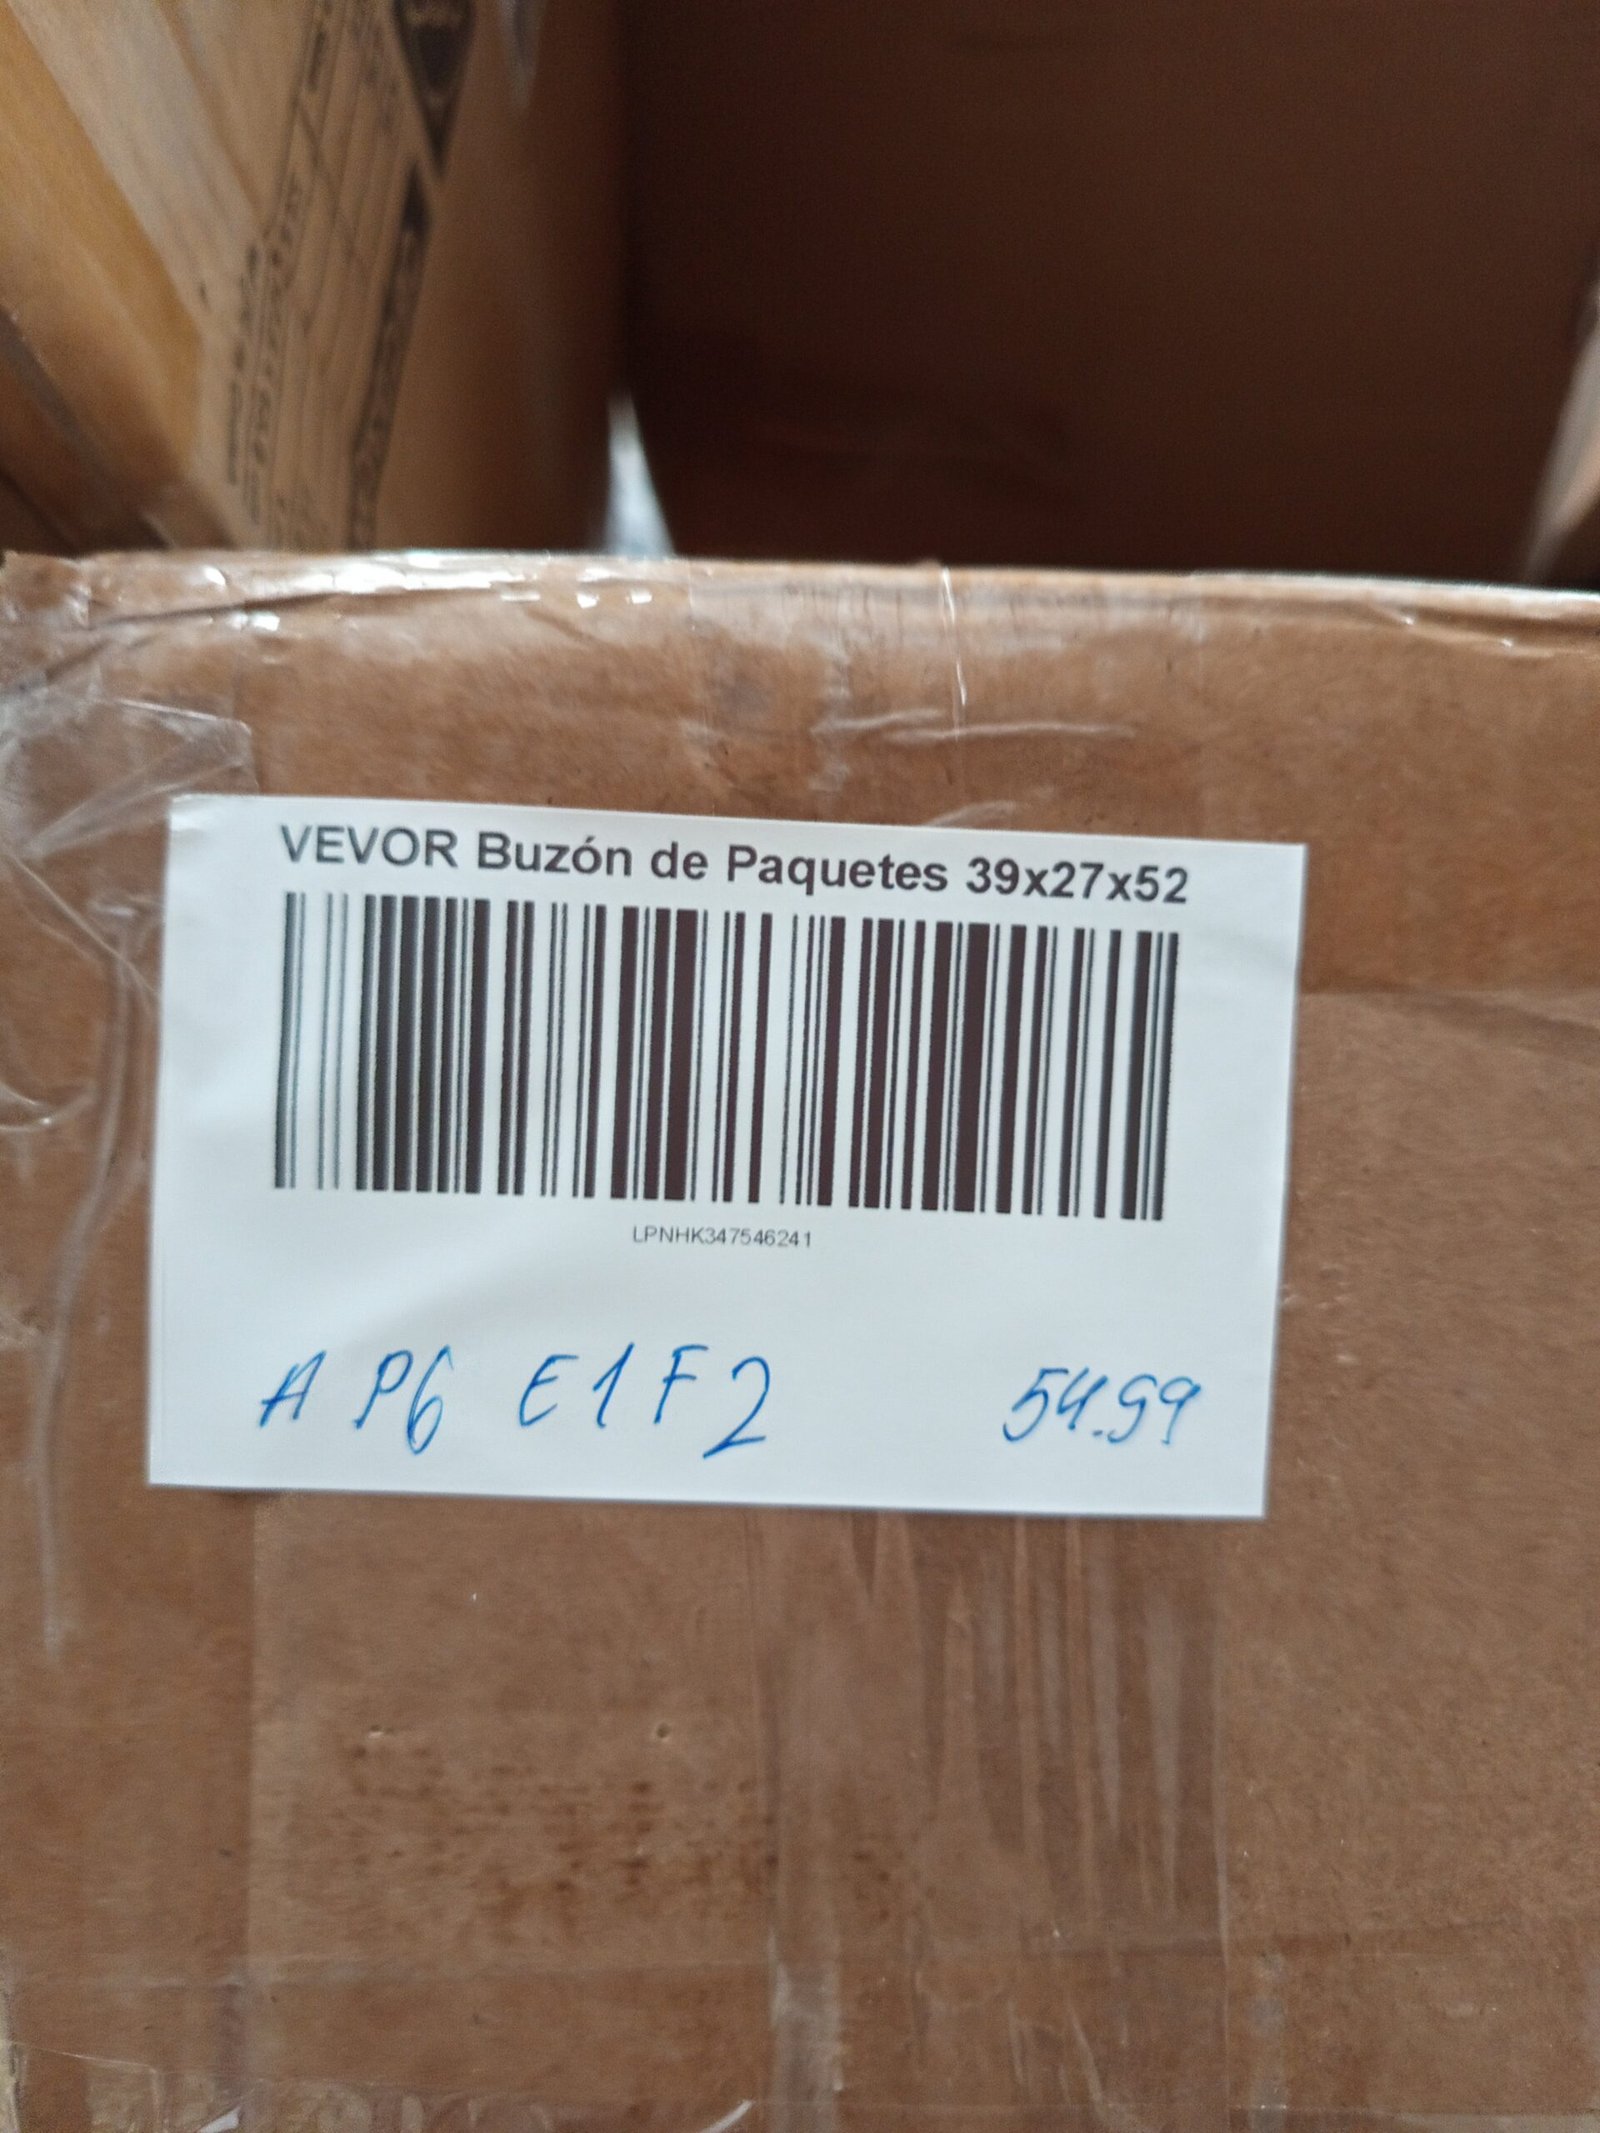 VEVOR Buzón de Paquetes 39x27x52
LPNHK347546241
A P6 E1F2 54.99